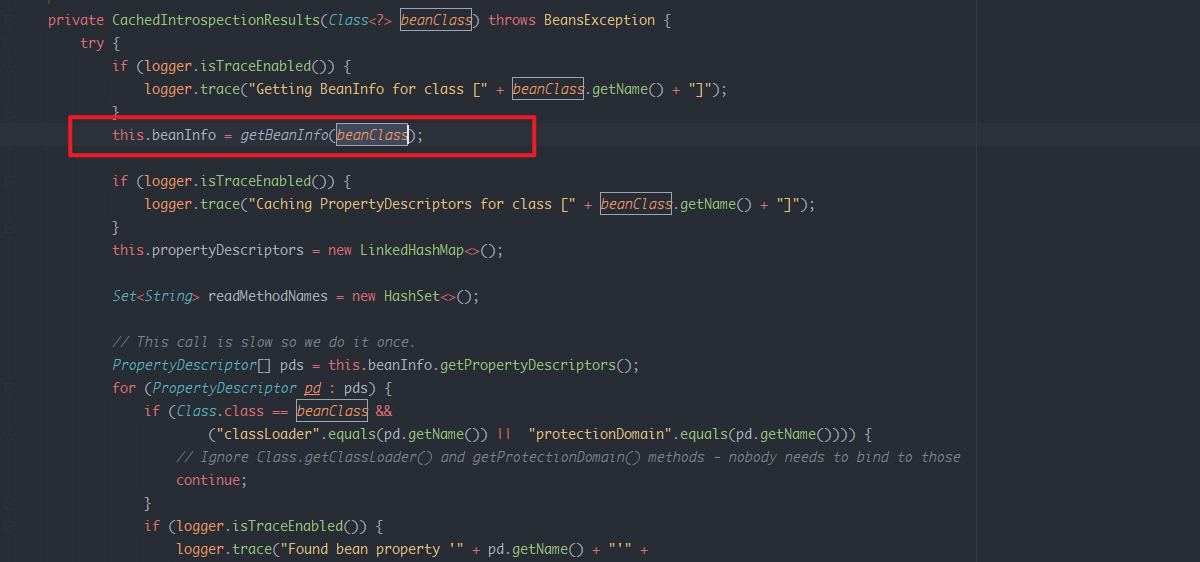 private CachedIntrospectionResults(Class<?> beanClass) throws BeansException {
try {
if (logger.isTraceEnabled()) {
logger.trace("Getting BeanInfo for class [" + beanClass.getName() + "]");
}
this.beanInfo = getBeanInfo(beanClass);
if (logger.isTraceEnabled()) {
logger.trace("Caching PropertyDescriptors for class [" + beanClass.getName() + "]");
}
this.propertyDescriptors = new LinkedHashMap<>();
Set<String> readMethodNames = new HashSet<>();
// This call is slow so we do it once.
PropertyDescriptor[] pds = this.beanInfo.getPropertyDescriptors();
for (PropertyDescriptor pd : pds) {
if (Class.class == beanClass &&
("classLoader".equals(pd.getName()) || "protectionDomain".equals(pd.getName()))) {
// Ignore Class.getClassLoader() and getProtectionDomain() methods - nobody needs to bind to those
continue;
}
if (logger.isTraceEnabled()) {
logger.trace("Found bean property '" + pd.getName() + "'" +